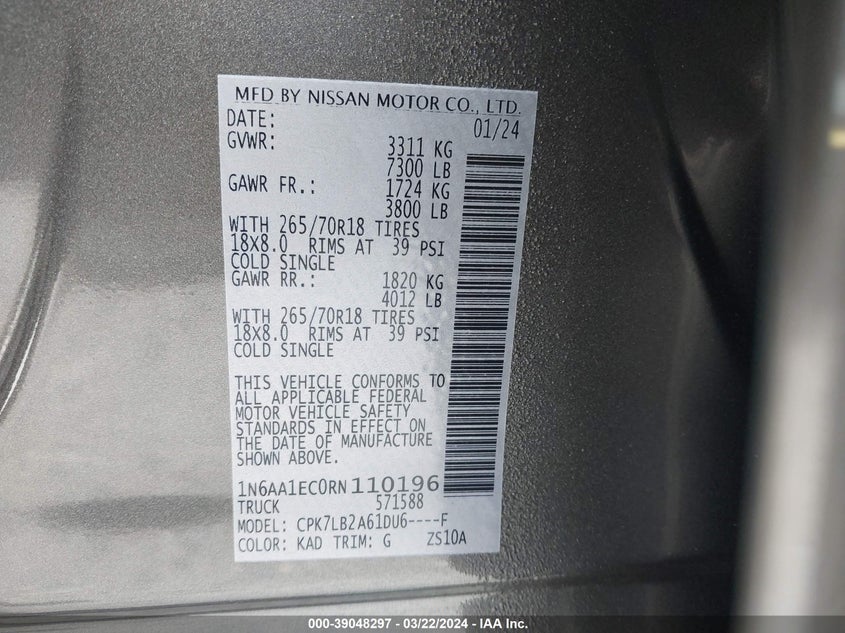 MFD BY NISSAN MOTOR CO., LTD.
DATE: 01/24
GVWR: 3311 KG
7300 LB
GAWR FR.: 1724 KG
3800 LB
WITH 265/70R18 TIRES
18X8.0 RIMS AT 39 PSI
COLD SINGLE
GAWR RR.: 1820 KG
4012 LB
WITH 265/70R18 TIRES
18X8.0 RIMS AT 39 PSI
COLD SINGLE
THIS VEHICLE CONFORMS TO
ALL APPLICABLE FEDERAL
MOTOR VEHICLE SAFETY
STANDARDS IN EFFECT ON
THE DATE OF MANUFACTURE
SHOWN ABOVE.
1N6AA1EC0RN110196
TRUCK 571588
MODEL: CPK7LB2A61DU6----F
COLOR: KAD TRIM: G ZS10A
000-39048297 - 03/22/2024 - IAA Inc.